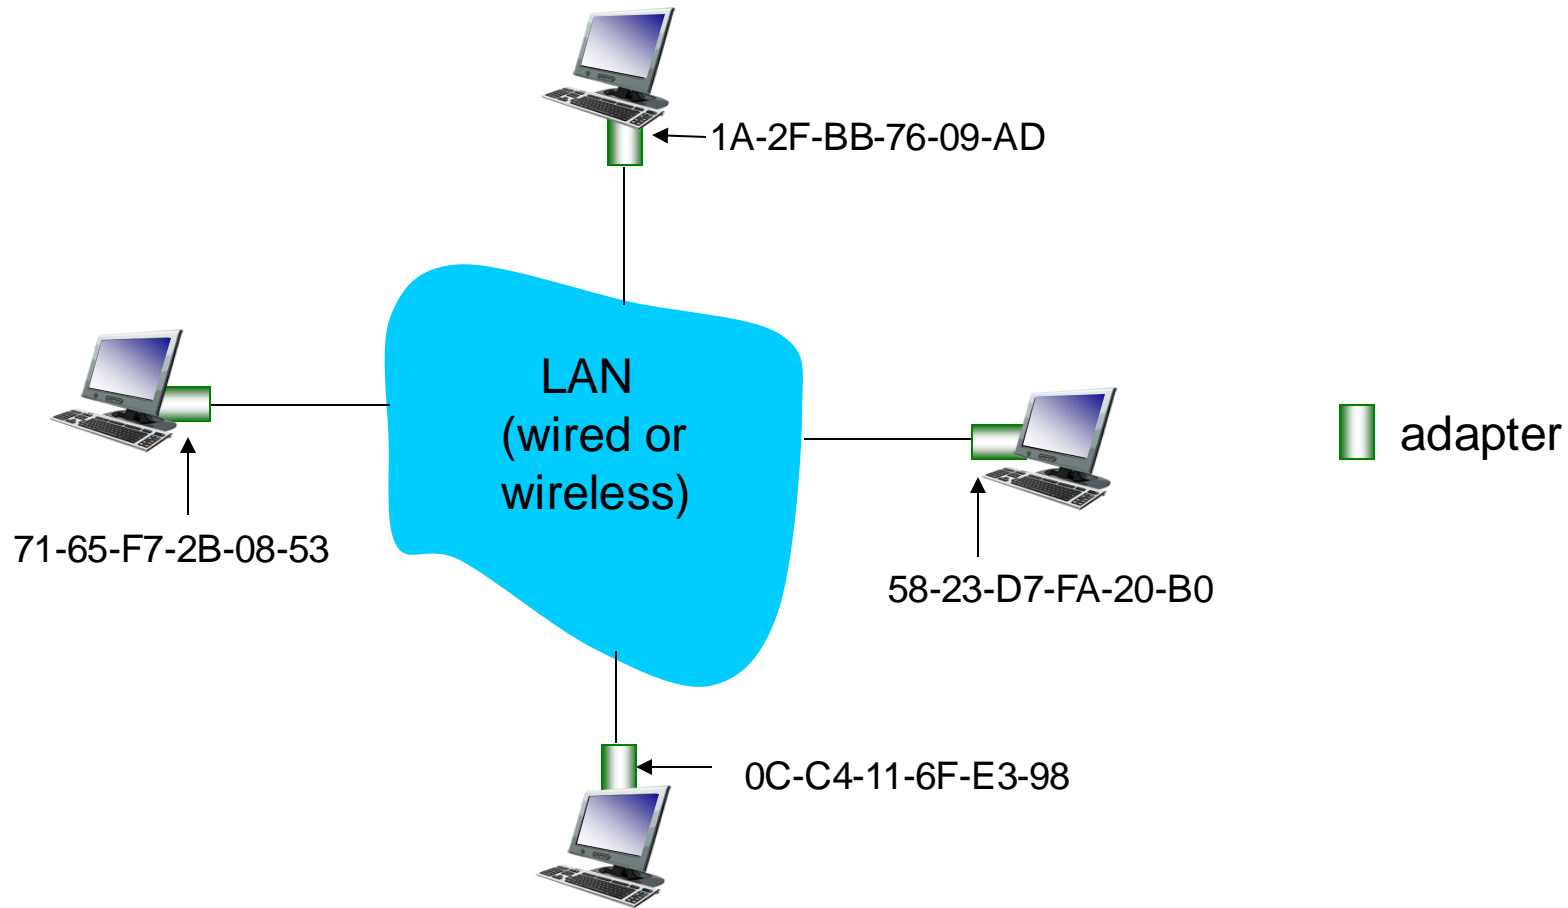 1A-2F-BB-76-09-AD
LAN
(wired or
wireless)
adapter
71-65-F7-2B-08-53
58-23-D7-FA-20-B0
0C-C4-11-6F-E3-98